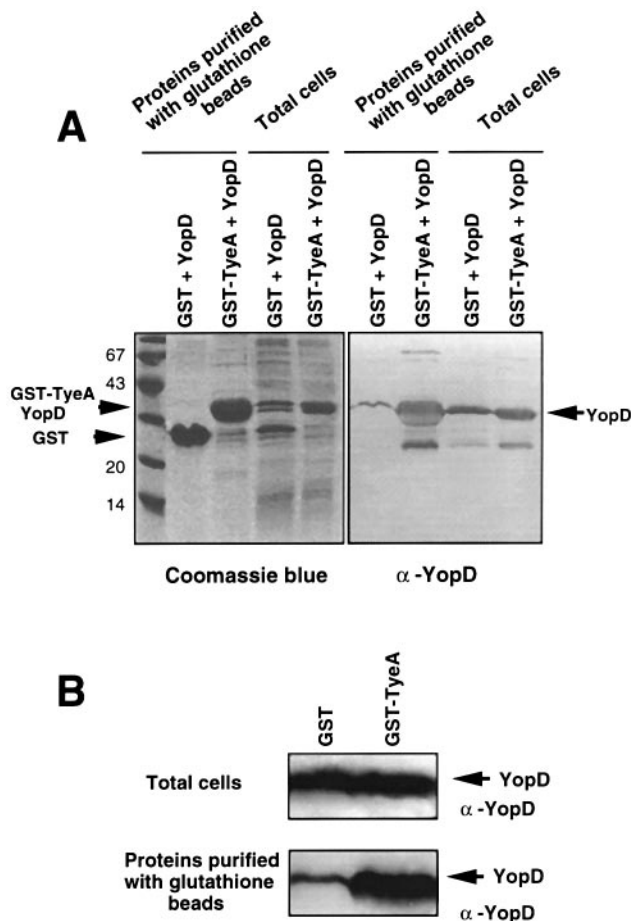 A
Proteins purified
with glutathione
beads
Total cells
Proteins purified
with glutathione
beads
Total cells
GST + YopD
GST-TyeA + YopD
GST + YopD
GST-TyeA + YopD
GST + YopD
GST-TyeA + YopD
GST + YopD
GST-TyeA + YopD
67
43
GST-TyeA
YopD
GST
20
14
YopD
Coomassie blue
α -YopD
B
GST
GST-TyeA
Total cells
YopD
α -YopD
Proteins purified
with glutathione
beads
YopD
α -YopD